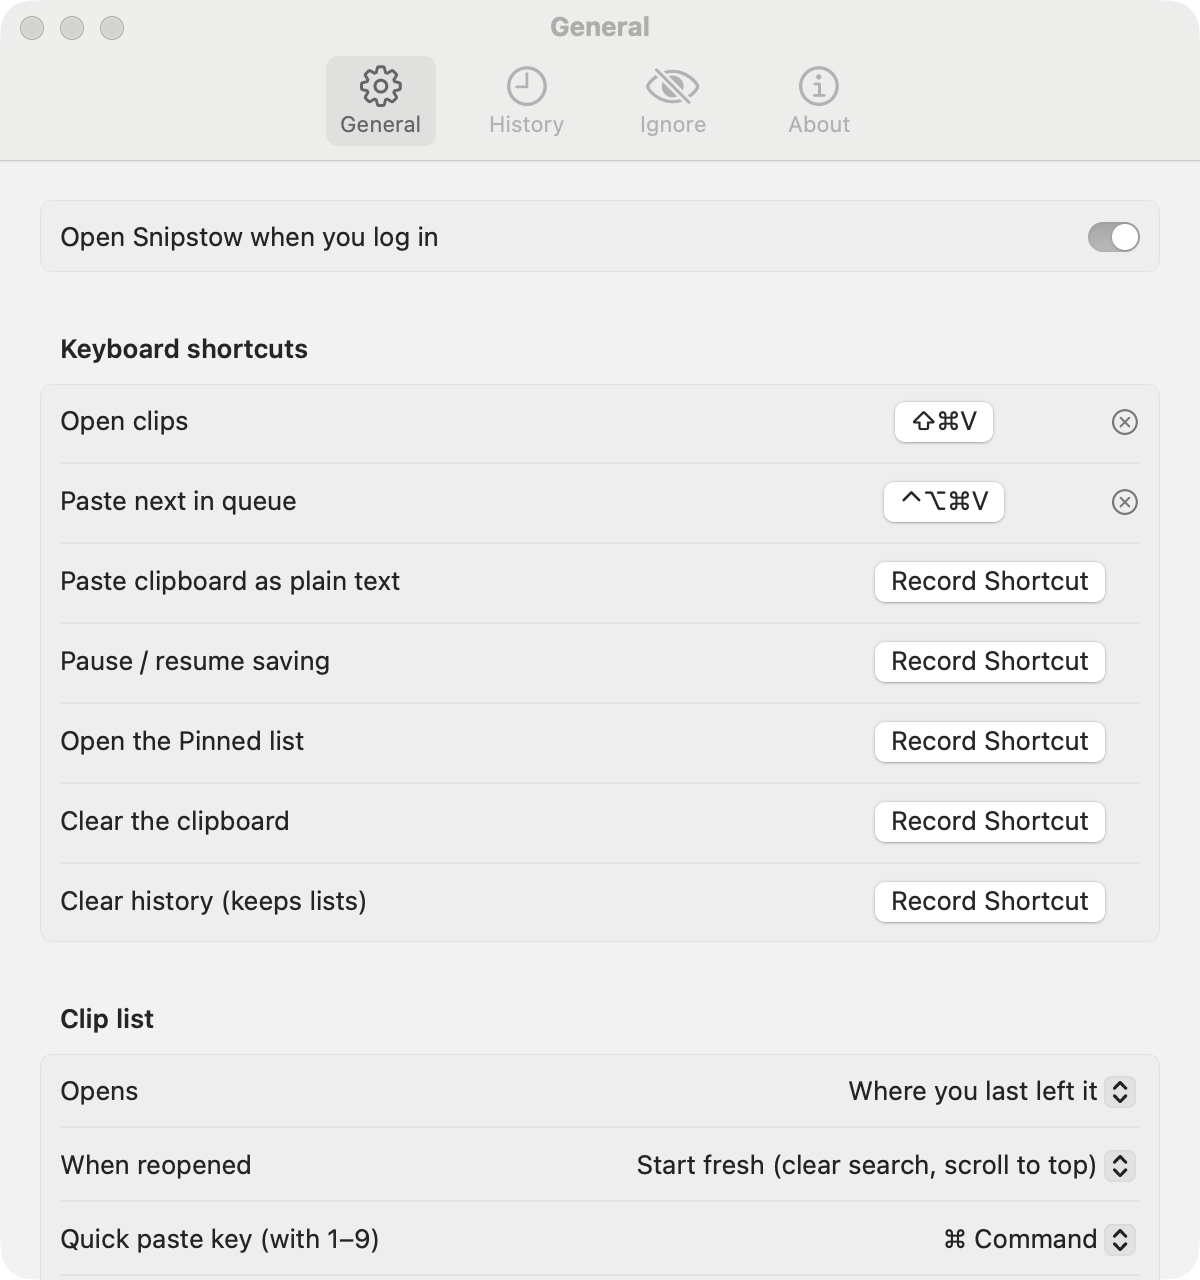 General
General
History
Ignore
About
Open Snipstow when you log in
Keyboard shortcuts
Open clips ⇧⌘V
Paste next in queue ^⌥⌘V
Paste clipboard as plain text Record Shortcut
Pause / resume saving Record Shortcut
Open the Pinned list Record Shortcut
Clear the clipboard Record Shortcut
Clear history (keeps lists) Record Shortcut
Clip list
Opens Where you last left it
When reopened Start fresh (clear search, scroll to top)
Quick paste key (with 1–9) ⌘ Command